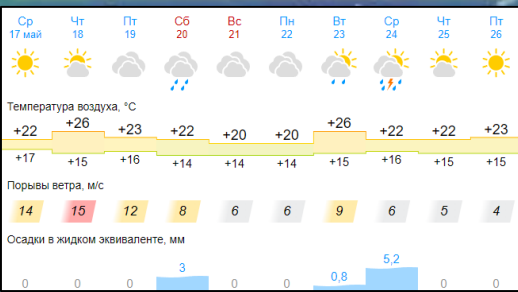 Ср Чт Пт Сб Вс Пн Вт Ср Чт Пт
17 май 18 19 20 21 22 23 24 25 26
Температура воздуха, °C
+22 +26 +23 +22 +20 +20 +26 +22 +22 +23
+17 +15 +16 +14 +14 +14 +15 +16 +15 +15
Порывы ветра, м/с
14 15 12 8 6 6 9 6 5 4
Осадки в жидком эквиваленте, мм
0 0 0 3 0 0 0,8 5,2 0 0